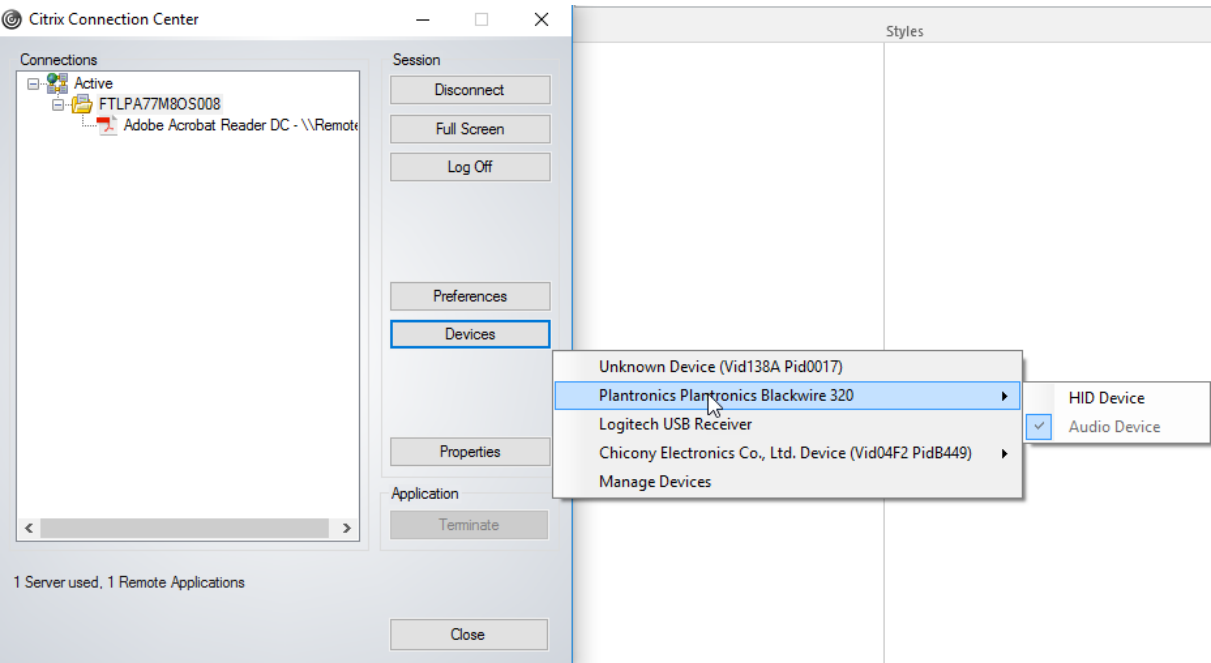 Citrix Connection Center
Styles
Connections
Active
FTLPA77M8OS008
Adobe Acrobat Reader DC - \\Remote
Session
Disconnect
Full Screen
Log Off
Preferences
Devices
Properties
Unknown Device (Vid138A Pid0017)
Plantronics Plantronics Blackwire 320
Logitech USB Receiver
Chicony Electronics Co., Ltd. Device (Vid04F2 PidB449)
Manage Devices
HID Device
Audio Device
Application
Terminate
1 Server used, 1 Remote Applications
Close